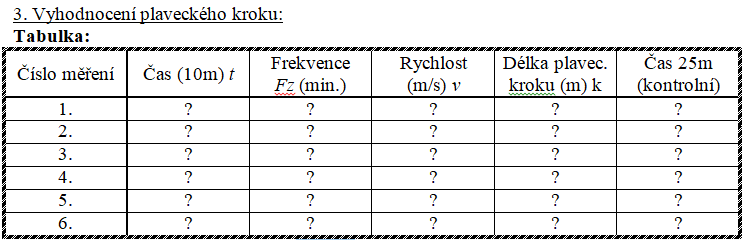 3. Vyhodnocení plaveckého kroku:
Tabulka:
Číslo měření Čas (10m) t Frekvence Fz (min.) Rychlost (m/s) v Délka plavec. kroku (m) k Čas 25m (kontrolní)
1. ? ? ? ? ?
2. ? ? ? ? ?
3. ? ? ? ? ?
4. ? ? ? ? ?
5. ? ? ? ? ?
6. ? ? ? ? ?